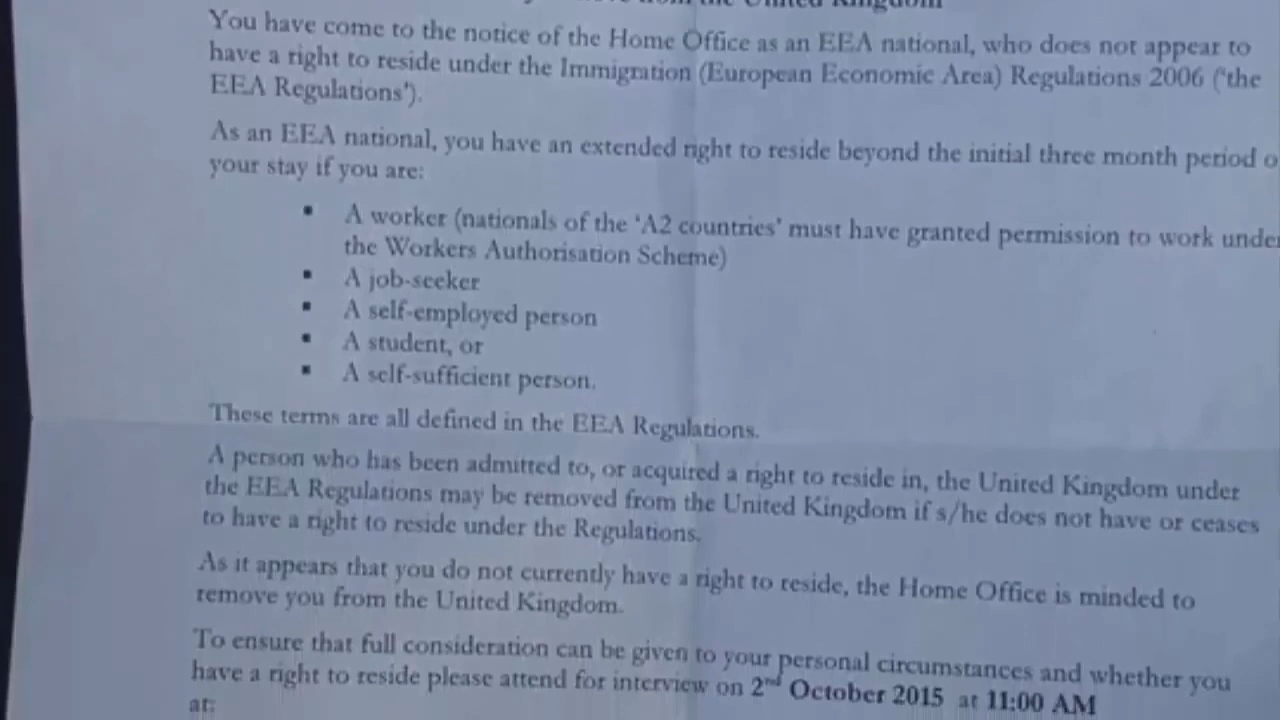 the United Kingdom
You have come to the notice of the Home Office as an EEA national, who does not appear to
have a right to reside under the Immigration (European Economic Area) Regulations 2006 ('the
EEA Regulations').
As an EEA national, you have an extended right to reside beyond the initial three month period o
your stay if you are:
▪ A worker (nationals of the 'A2 countries' must have granted permission to work under
the Workers Authorisation Scheme)
▪ A job-seeker
▪ A self-employed person
▪ A student, or
▪ A self-sufficient person.
These terms are all defined in the EEA Regulations.
A person who has been admitted to, or acquired a right to reside in, the United Kingdom under
the EEA Regulations may be removed from the United Kingdom if s/he does not have or ceases
to have a right to reside under the Regulations.
As it appears that you do not currently have a right to reside, the Home Office is minded to
remove you from the United Kingdom.
To ensure that full consideration can be given to your personal circumstances and whether you
have a right to reside please attend for interview on 2nd October 2015 at 11:00 AM
at: